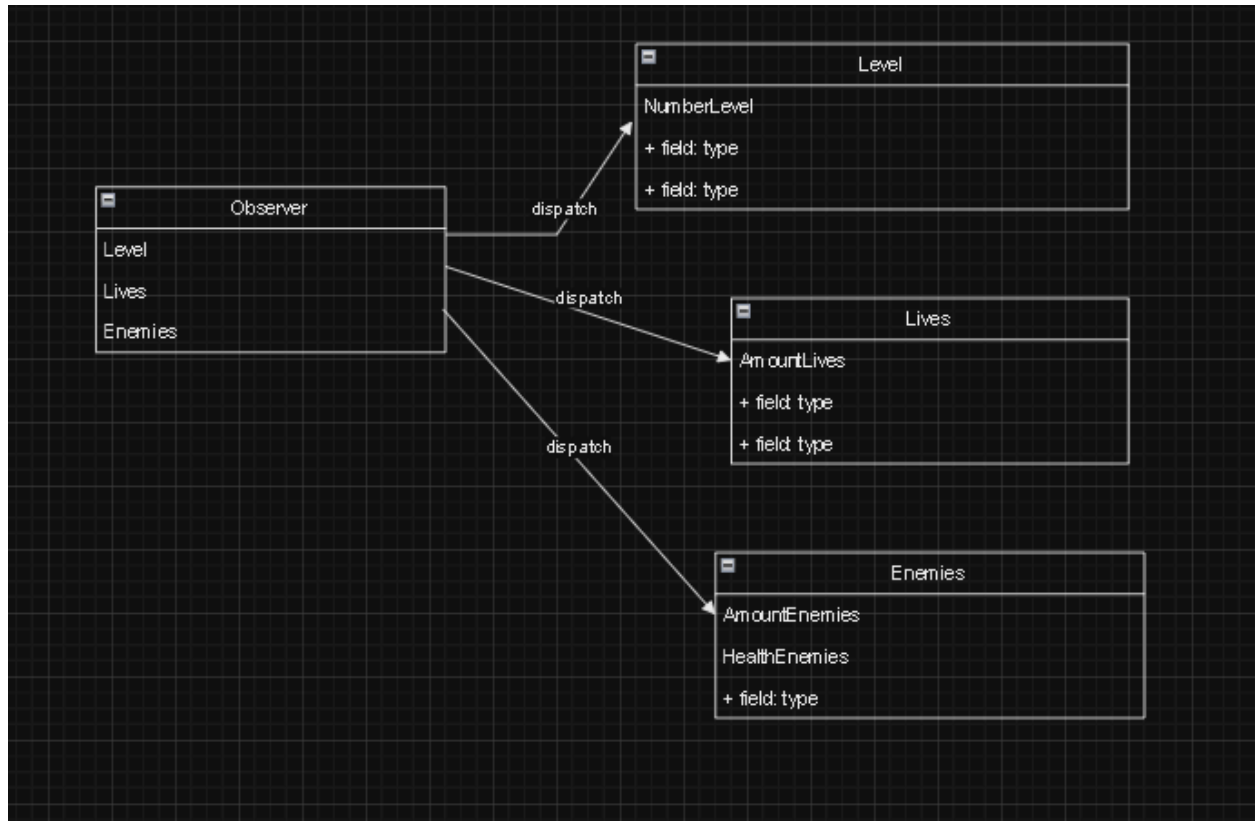 Observer
Level
Lives
Enemies
dispatch
dispatch
dispatch
Level
NumberLevel
+ field: type
+ field: type
Lives
AmountLives
+ field: type
+ field: type
Enemies
AmountEnemies
HealthEnemies
+ field: type